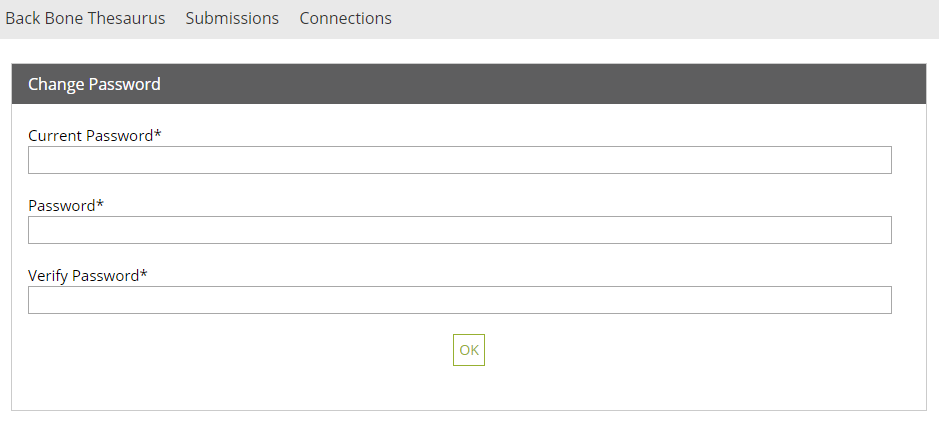 Back Bone Thesaurus Submissions Connections
Change Password
Current Password*
Password*
Verify Password*
OK